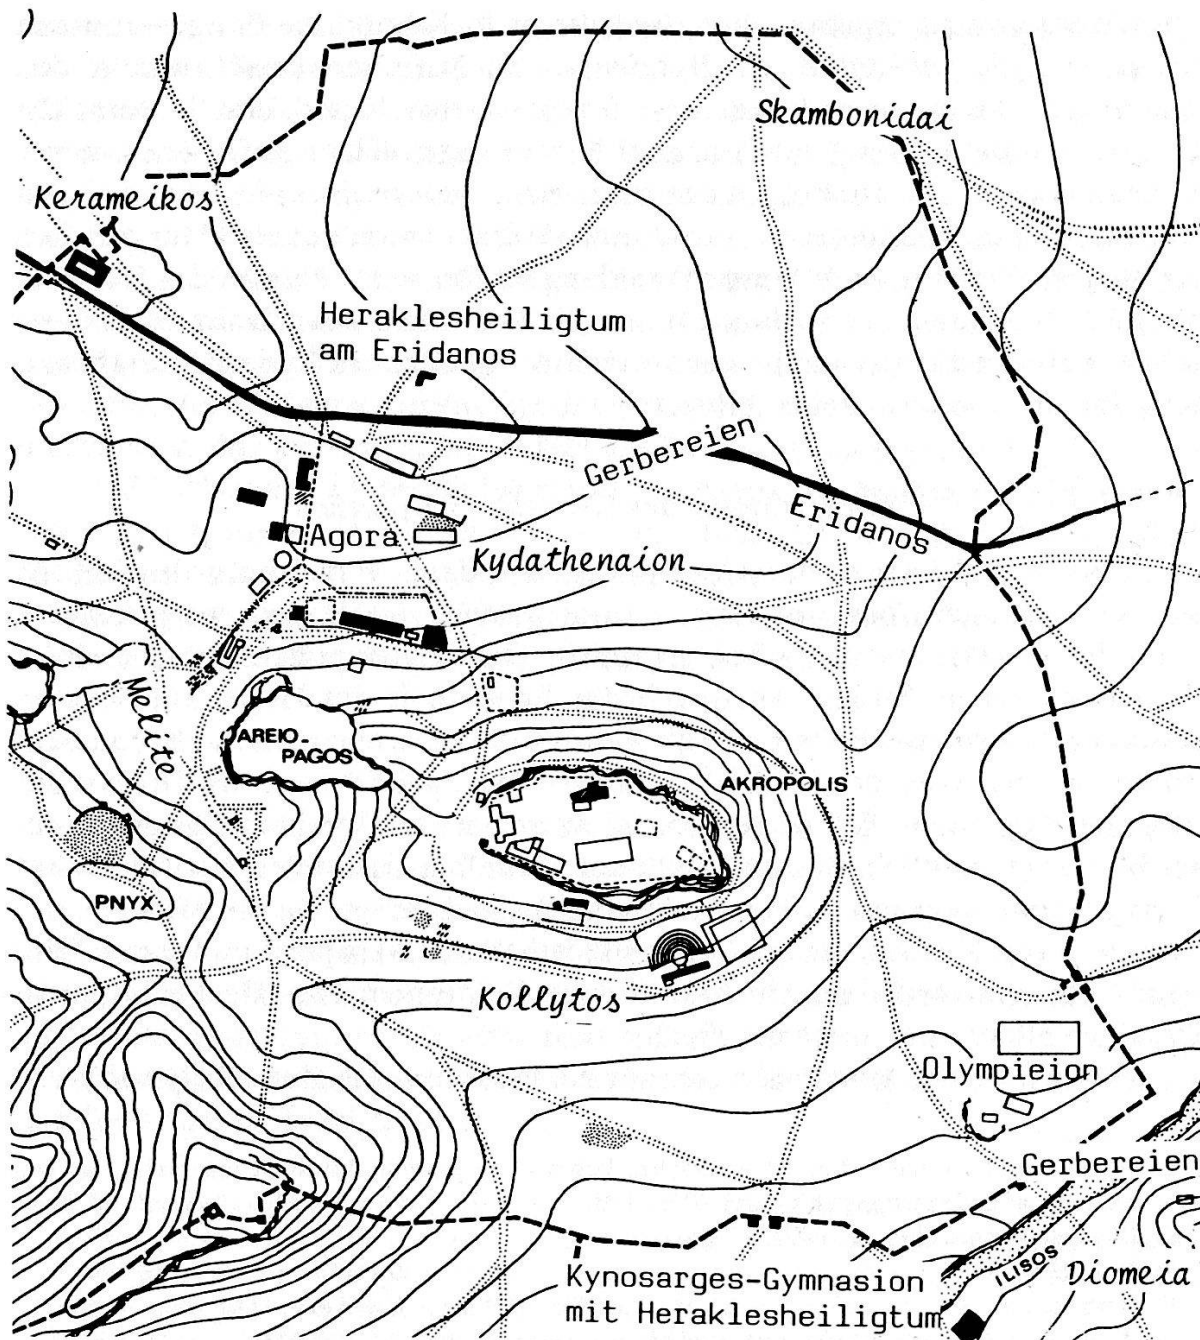 Skambonidai
Kerameikos
Heraklesheiligtum
am Eridanos
Gerbereien
Eridanos
Agora
Kydathenaion
Melite
AREIO-
PAGOS
AKROPOLIS
PNYX
Kollytos
Olympieion
Gerbereien
ILISOS
Diomeia
Kynosarges-Gymnasion
mit Heraklesheiligtum